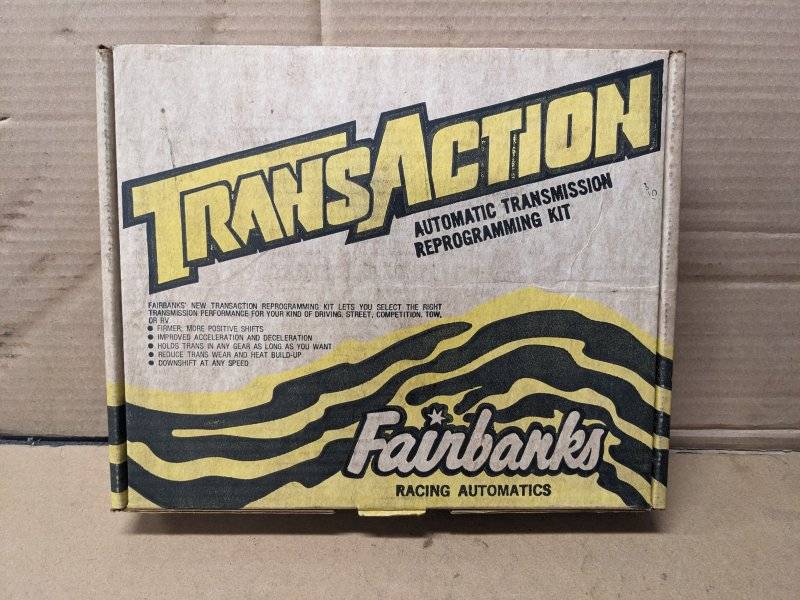 TRANSACTION
AUTOMATIC TRANSMISSION
REPROGRAMMING KIT
FAIRBANKS' NEW TRANSACTION REPROGRAMMING KIT LETS YOU SELECT THE RIGHT
TRANSMISSION PERFORMANCE FOR YOUR KIND OF DRIVING, STREET, COMPETITION, TOW,
OR RV.
● FIRMER, MORE POSITIVE SHIFTS
● IMPROVED ACCELERATION AND DECELERATION
● HOLDS TRANS IN ANY GEAR AS LONG AS YOU WANT
● REDUCE TRANS WEAR AND HEAT BUILD-UP
● DOWNSHIFT AT ANY SPEED
Fairbanks
RACING AUTOMATICS